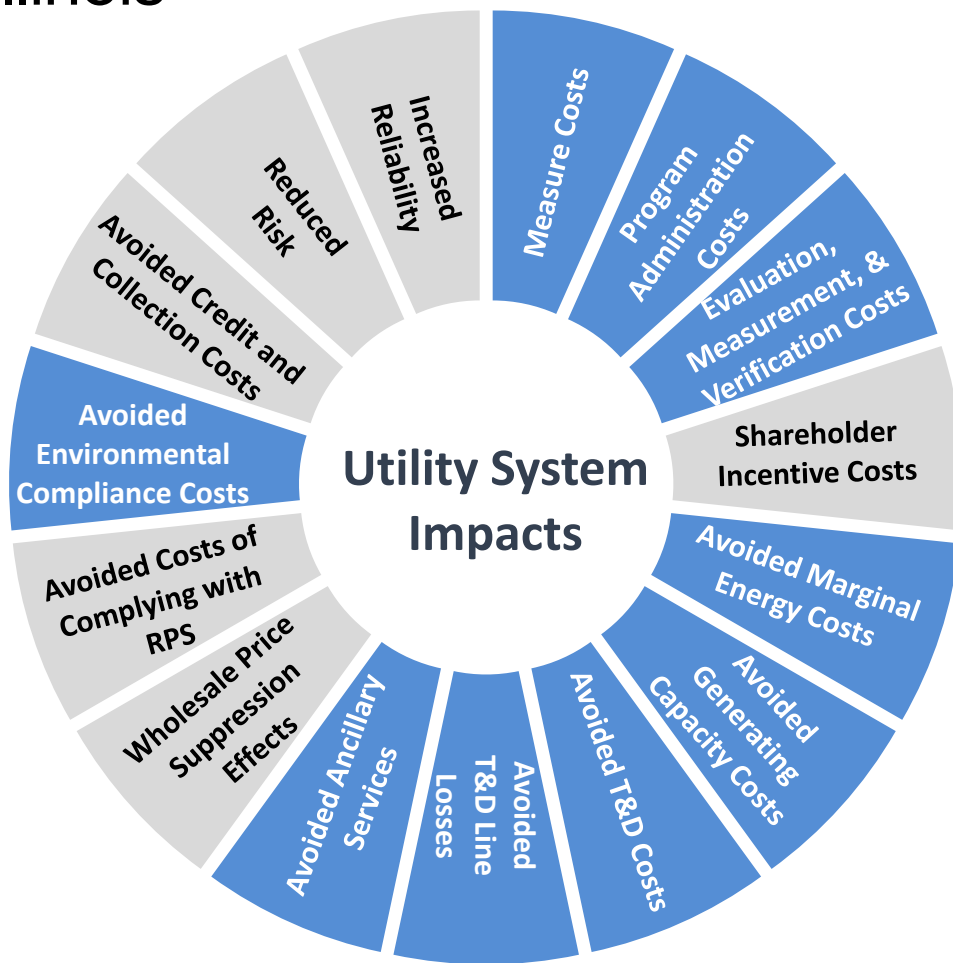 Illinois
Utility System
Impacts
Measure Costs
Program
Administration
Costs
Evaluation,
Measurement, &
Verification Costs
Shareholder
Incentive Costs
Avoided Marginal
Energy Costs
Avoided
Generating
Capacity Costs
Avoided T&D Costs
Avoided
T&D Line
Losses
Avoided Ancillary
Services
Wholesale Price
Suppression
Effects
Avoided Costs of
Complying with
RPS
Avoided
Environmental
Compliance Costs
Avoided Credit and
Collection Costs
Reduced
Risk
Increased
Reliability